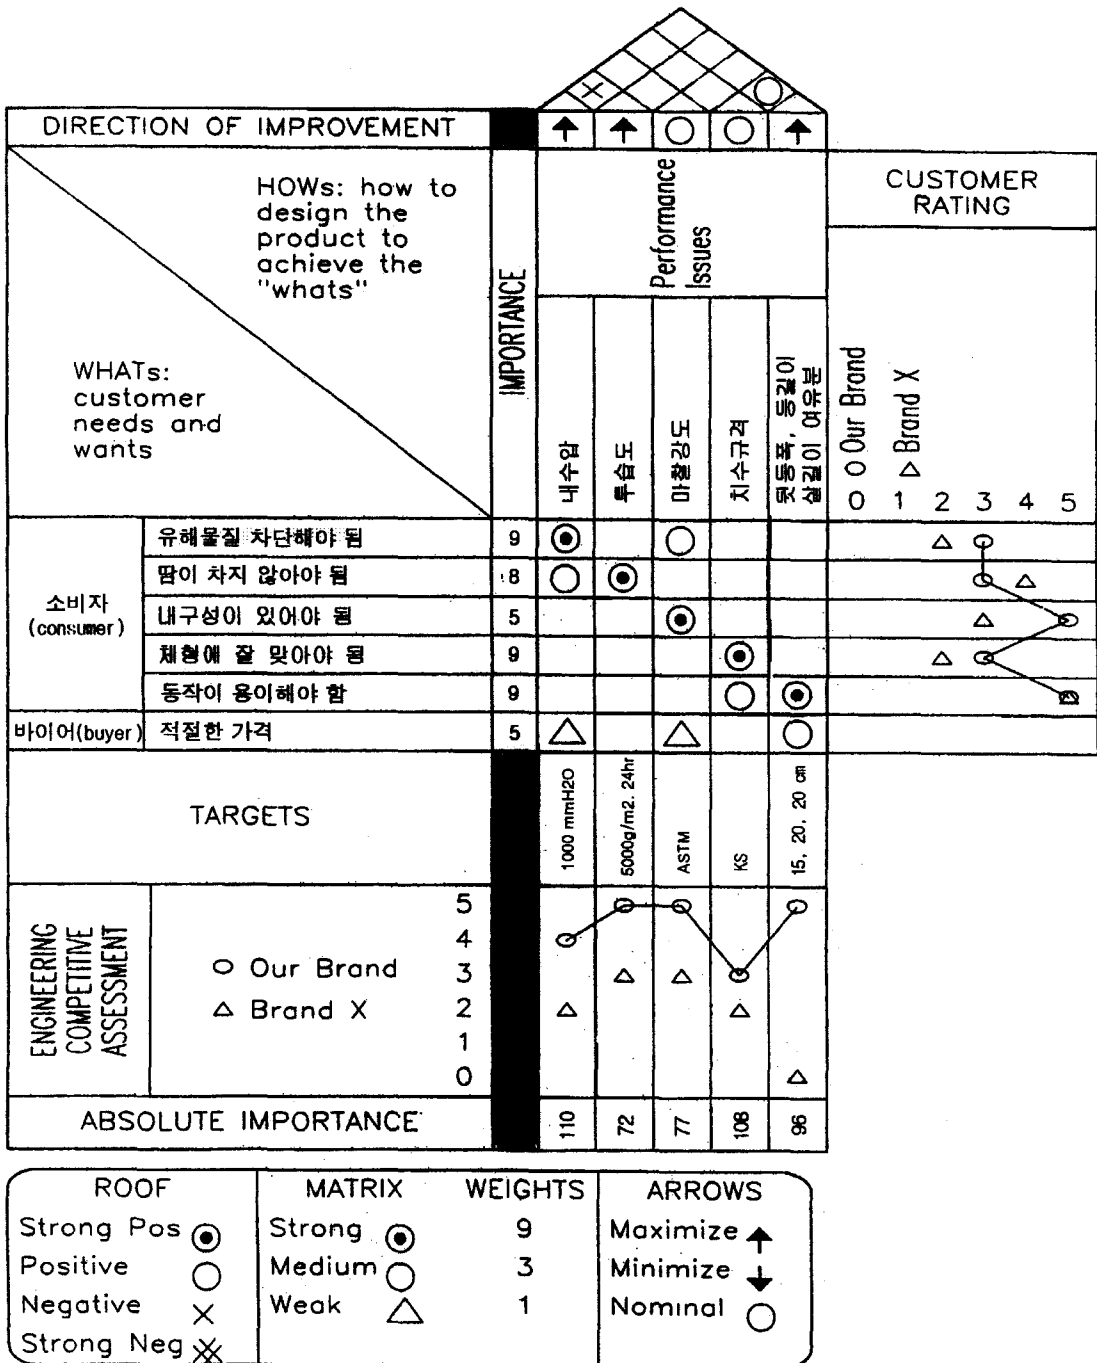 DIRECTION OF IMPROVEMENT
HOWs: how to
design the
product to
achieve the
"whats"
WHATs:
customer
needs and
wants
IMPORTANCE
Performance
Issues
내수압
투습도
마찰강도
치수규격
뒷등폭, 등길이
살길이 여유분
CUSTOMER
RATING
Our Brand
Brand X
0 1 2 3 4 5
소비자
(consumer)
유해물질 차단해야 됨 9
땀이 차지 않아야 됨 8
내구성이 있어야 됨 5
체형에 잘 맞아야 됨 9
동작이 용이해야 함 9
바이어(buyer) 적절한 가격 5
TARGETS
1000 mmH2O
5000g/m2. 24hr
ASTM
KS
15, 20, 20 cm
ENGINEERING
COMPETITIVE
ASSESSMENT
Our Brand
Brand X
5
4
3
2
1
0
ABSOLUTE IMPORTANCE 110 72 77 108 96
ROOF
Strong Pos
Positive
Negative
Strong Neg
MATRIX WEIGHTS
Strong 9
Medium 3
Weak 1
ARROWS
Maximize
Minimize
Nominal